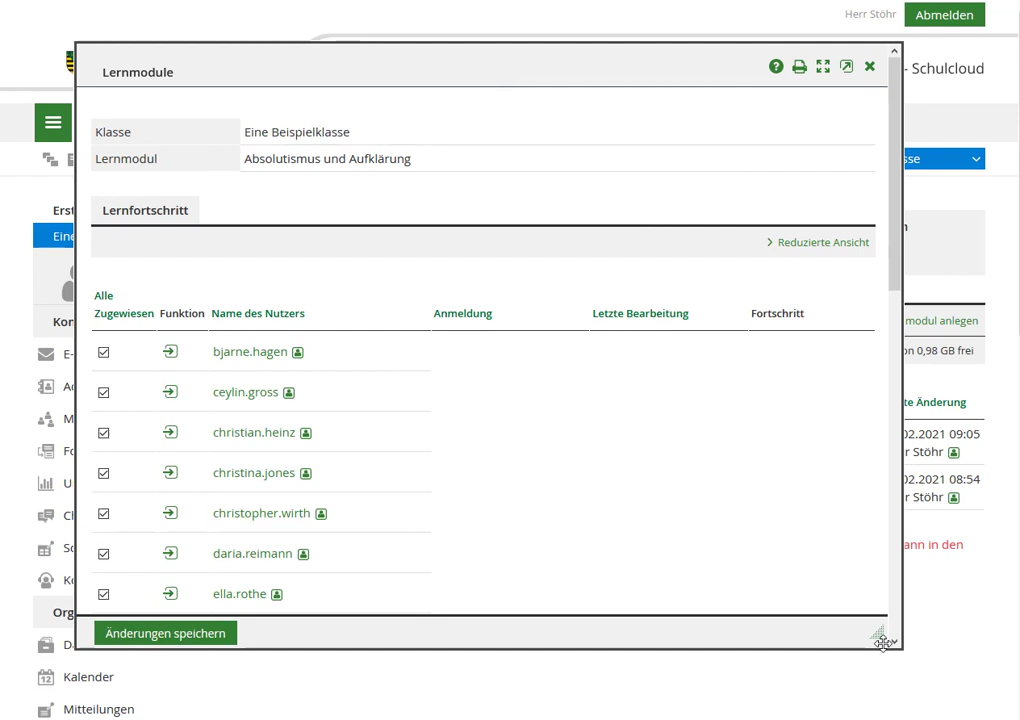 Herr Stöhr
Abmelden
Lernmodule
- Schulcloud
Klasse
Eine Beispielklasse
Lernmodul
Absolutismus und Aufklärung
Lernfortschritt
Reduzierte Ansicht
modul anlegen
on 0,98 GB frei
te Änderung
02.2021 09:05
r Stöhr
02.2021 08:54
r Stöhr
ann in den
Alle
Zugewiesen Funktion Name des Nutzers Anmeldung Letzte Bearbeitung Fortschritt
bjarne.hagen
ceylin.gross
christian.heinz
christina.jones
christopher.wirth
daria.reimann
ella.rothe
Änderungen speichern
Kalender
12
Mitteilungen